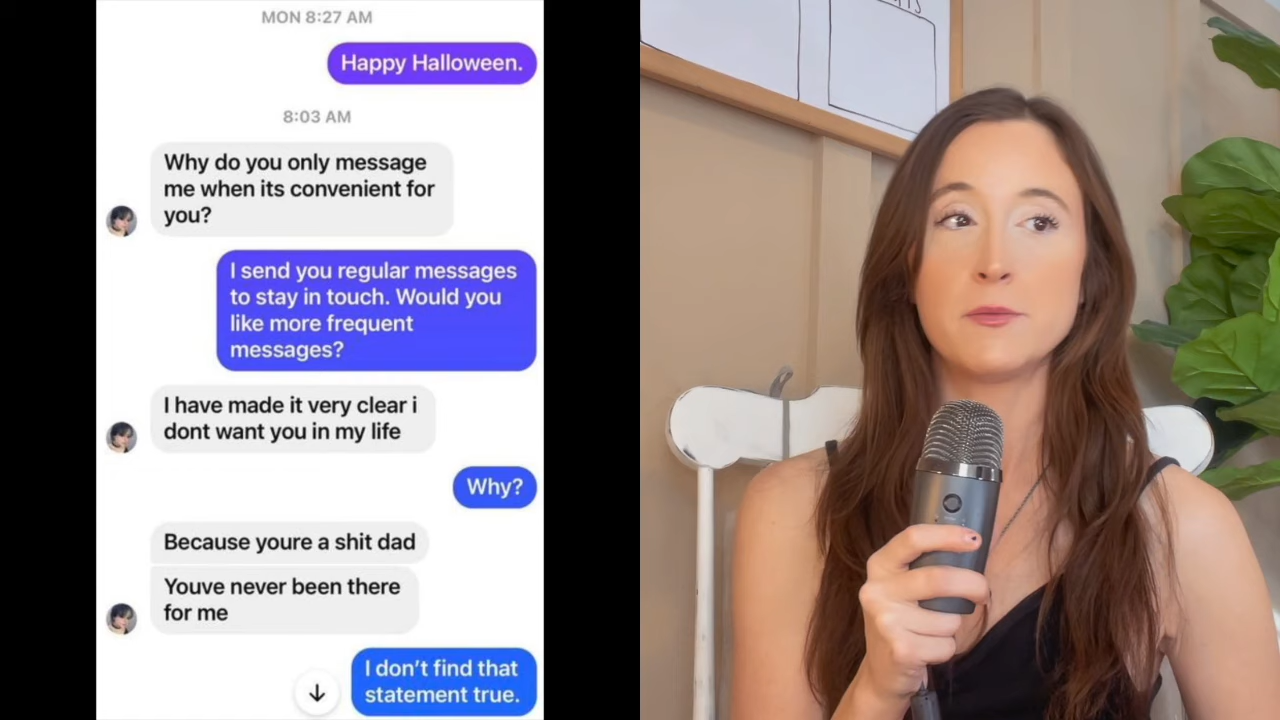 MON 8:27 AM
Happy Halloween.
8:03 AM
Why do you only message
me when its convenient for
you?
I send you regular messages
to stay in touch. Would you
like more frequent
messages?
I have made it very clear i
dont want you in my life
Why?
Because youre a shit dad
Youve never been there
for me
I don't find that
statement true.